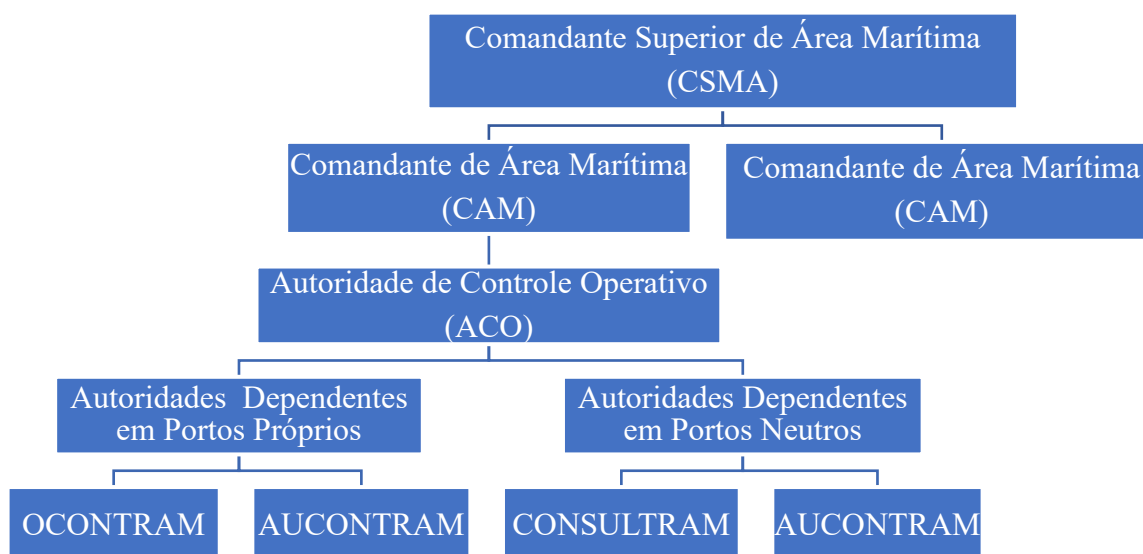 Comandante Superior de Área Marítima
(CSMA)
Comandante de Área Marítima
(CAM)
Comandante de Área Marítima
(CAM)
Autoridade de Controle Operativo
(ACO)
Autoridades Dependentes
em Portos Próprios
Autoridades Dependentes
em Portos Neutros
OCONTRAM
AUCONTRAM
CONSULTRAM
AUCONTRAM